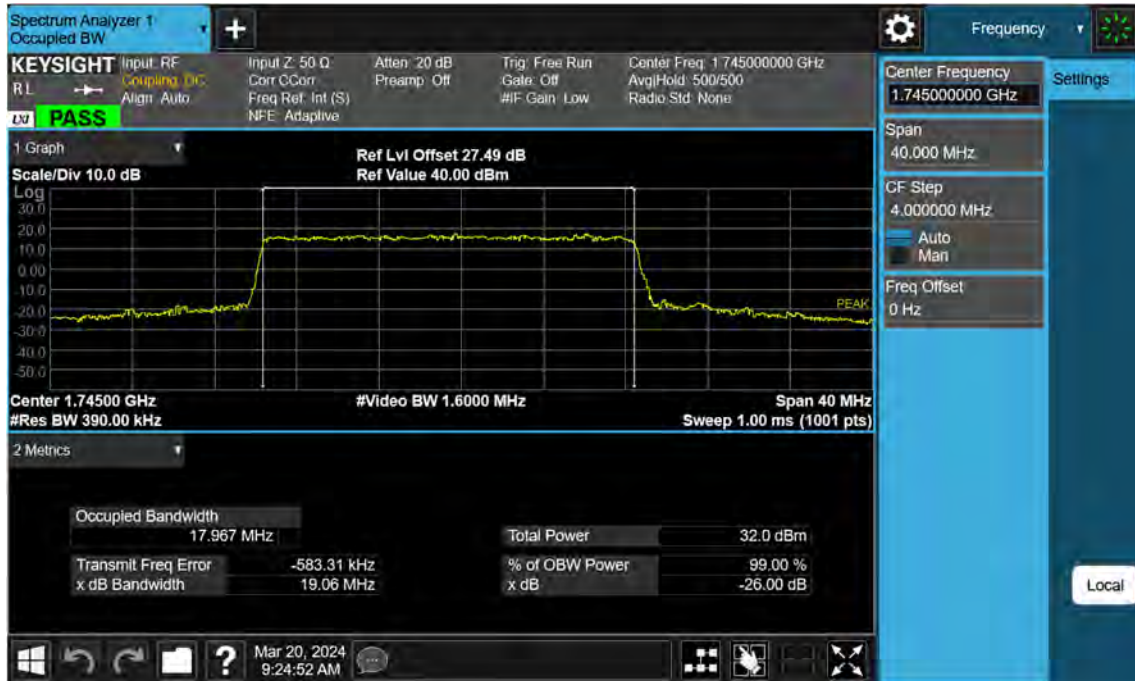 Spectrum Analyzer 1
Occupied BW
+
Frequency
KEYSIGHT
RL
LXI
PASS
Input: RF
Coupling: DC
Align: Auto
Input Z: 50 Ω
Corr CCorr
Freq Ref: Int (S)
NFE: Adaptive
Atten: 20 dB
Preamp: Off
Trig: Free Run
Gate: Off
#IF Gain: Low
Center Freq: 1.745000000 GHz
Avg|Hold: 500/500
Radio Std: None
Center Frequency
1.745000000 GHz
Settings
Span
40.000 MHz
CF Step
4.000000 MHz
Auto
Man
Freq Offset
0 Hz
Local
1 Graph
Scale/Div 10.0 dB
Ref Lvl Offset 27.49 dB
Ref Value 40.00 dBm
Log
30.0
20.0
10.0
0.00
-10.0
-20.0
-30.0
-40.0
-50.0
PEAK
Center 1.74500 GHz
#Video BW 1.6000 MHz
Span 40 MHz
#Res BW 390.00 kHz
Sweep 1.00 ms (1001 pts)
2 Metrics
Occupied Bandwidth
17.967 MHz
Total Power 32.0 dBm
Transmit Freq Error -583.31 kHz
% of OBW Power 99.00 %
x dB Bandwidth 19.06 MHz
x dB -26.00 dB
?
Mar 20, 2024
9:24:52 AM